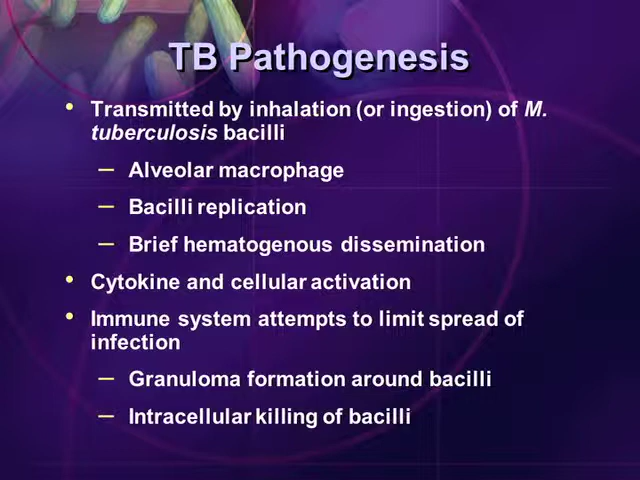 TB Pathogenesis
• Transmitted by inhalation (or ingestion) of M.
tuberculosis bacilli
– Alveolar macrophage
– Bacilli replication
– Brief hematogenous dissemination
• Cytokine and cellular activation
• Immune system attempts to limit spread of
infection
– Granuloma formation around bacilli
– Intracellular killing of bacilli